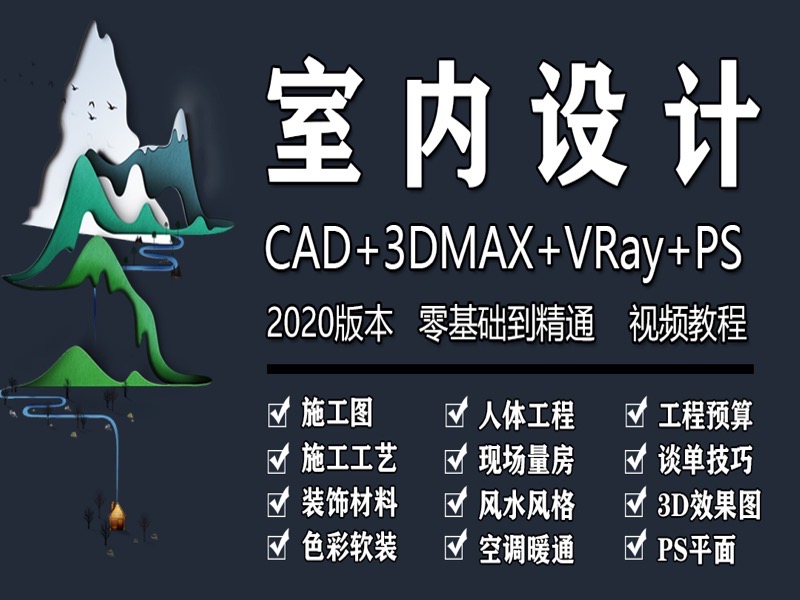 室内设计
CAD+3DMAX+VRay+PS
2020版本 零基础到精通 视频教程
施工图 人体工程 工程预算
施工工艺 现场量房 谈单技巧
装饰材料 风水风格 3D效果图
色彩软装 空调暖通 PS平面